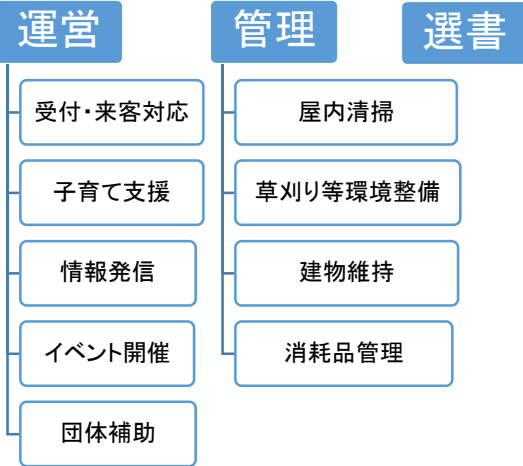 運営
受付・来客対応
子育て支援
情報発信
イベント開催
団体補助
管理
屋内清掃
草刈り等環境整備
建物維持
消耗品管理
選書